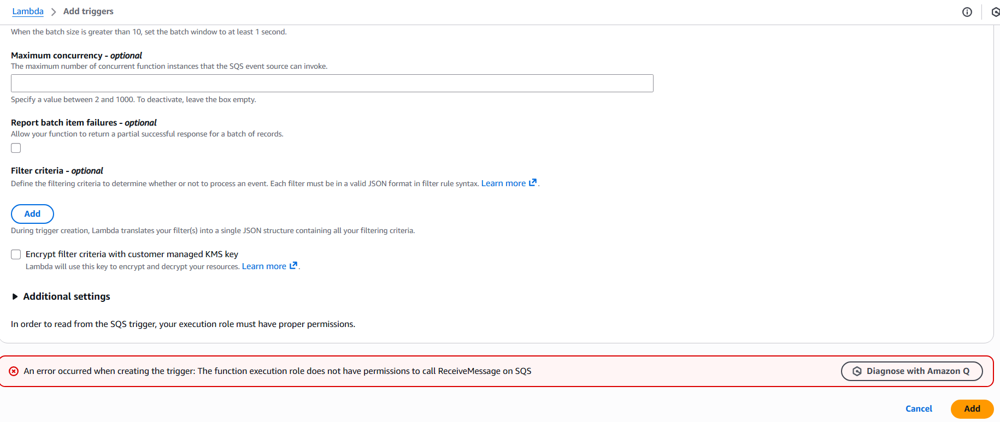 Lambda > Add triggers
When the batch size is greater than 10, set the batch window to at least 1 second.
Maximum concurrency - optional
The maximum number of concurrent function instances that the SQS event source can invoke.
Specify a value between 2 and 1000. To deactivate, leave the box empty.
Report batch item failures - optional
Allow your function to return a partial successful response for a batch of records.
Filter criteria - optional
Define the filtering criteria to determine whether or not to process an event. Each filter must be in a valid JSON format in filter rule syntax. Learn more.
Add
During trigger creation, Lambda translates your filter(s) into a single JSON structure containing all your filtering criteria.
Encrypt filter criteria with customer managed KMS key
Lambda will use this key to encrypt and decrypt your resources. Learn more.
Additional settings
In order to read from the SQS trigger, your execution role must have proper permissions.
An error occurred when creating the trigger: The function execution role does not have permissions to call ReceiveMessage on SQS
Diagnose with Amazon Q
Cancel
Add